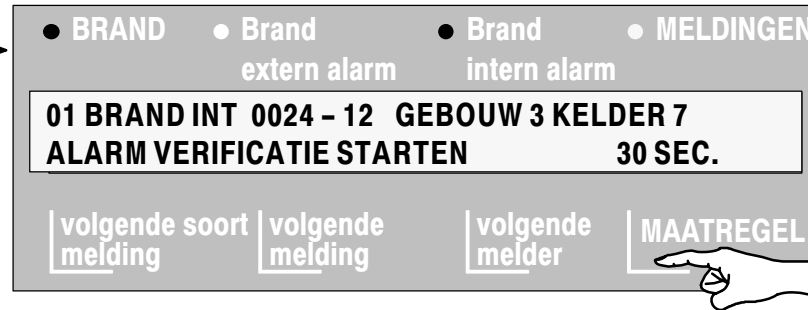 BRAND Brand Brand MELDINGEN
extern alarm intern alarm
01 BRAND INT 0024 – 12 GEBOUW 3 KELDER 7
ALARM VERIFICATIE STARTEN 30 SEC.
volgende soort volgende volgende MAATREGEL
melding melding melder